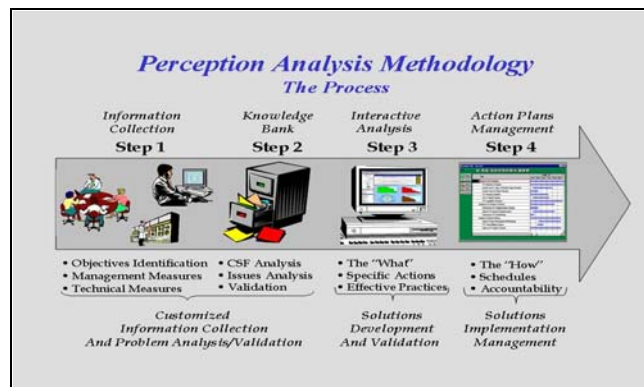 Perception Analysis Methodology
The Process
Information
Collection
Step 1
Knowledge
Bank
Step 2
Interactive
Analysis
Step 3
Action Plans
Management
Step 4
• Objectives Identification
• Management Measures
• Technical Measures
• CSF Analysis
• Issues Analysis
• Validation
• The "What"
• Specific Actions
• Effective Practices
• The "How"
• Schedules
• Accountability
Customized
Information Collection
And Problem Analysis/Validation
Solutions
Development
And Validation
Solutions
Implementation
Management